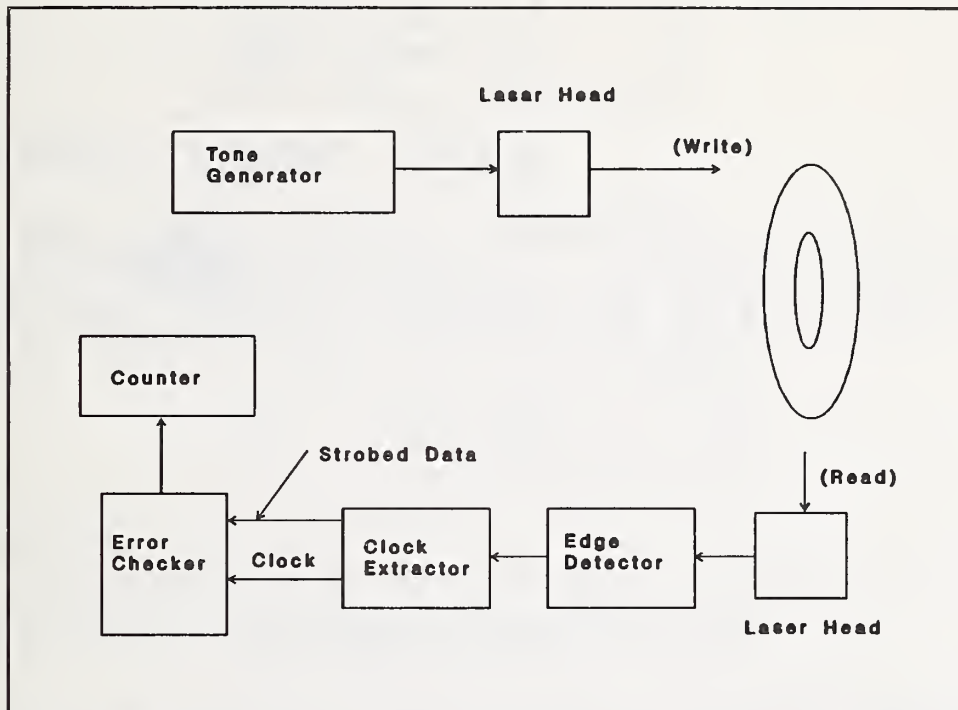 Lasar Head
Tone
Generator
(Write)
Counter
Strobed Data
(Read)
Error
Checker
Clock
Clock
Extractor
Edge
Detector
Laser Head